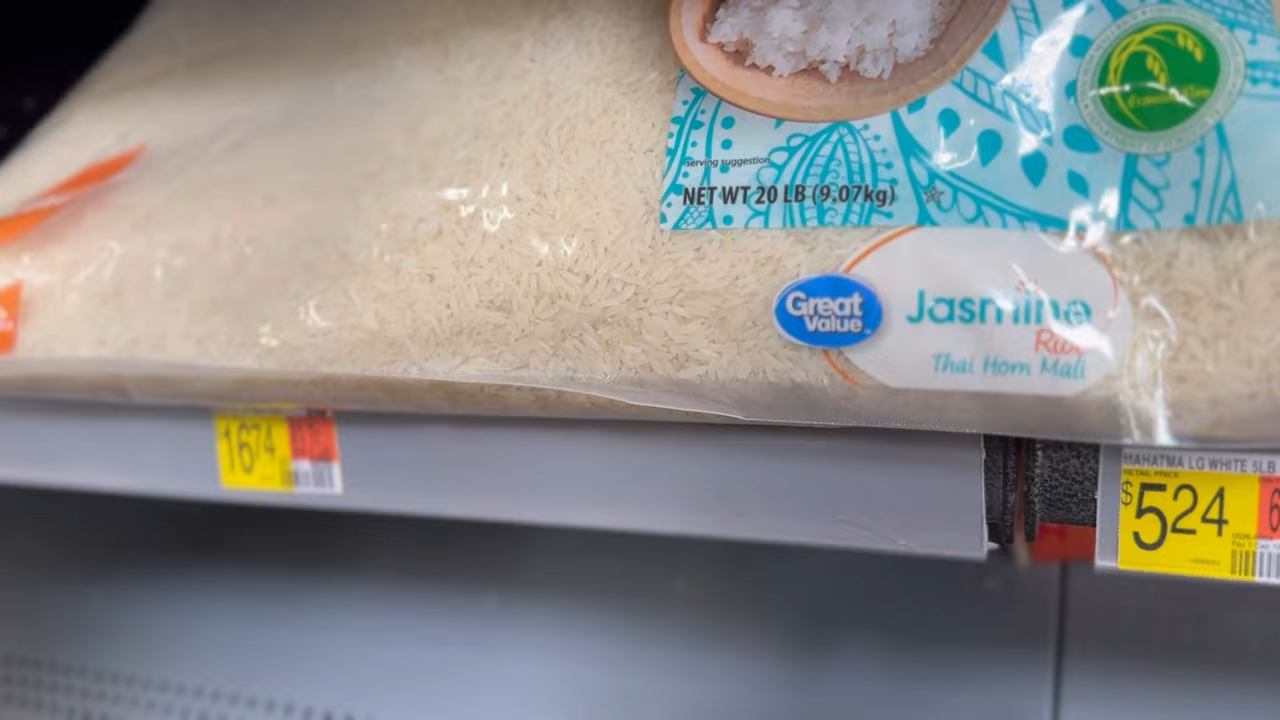 serving suggestion
NET WT 20 LB (9.07kg)
Great
Value
Jasmine
Rice
Thai Hom Mali
1674
MAHATMA LG WHITE 5LB
RETAIL PRICE
$524
6